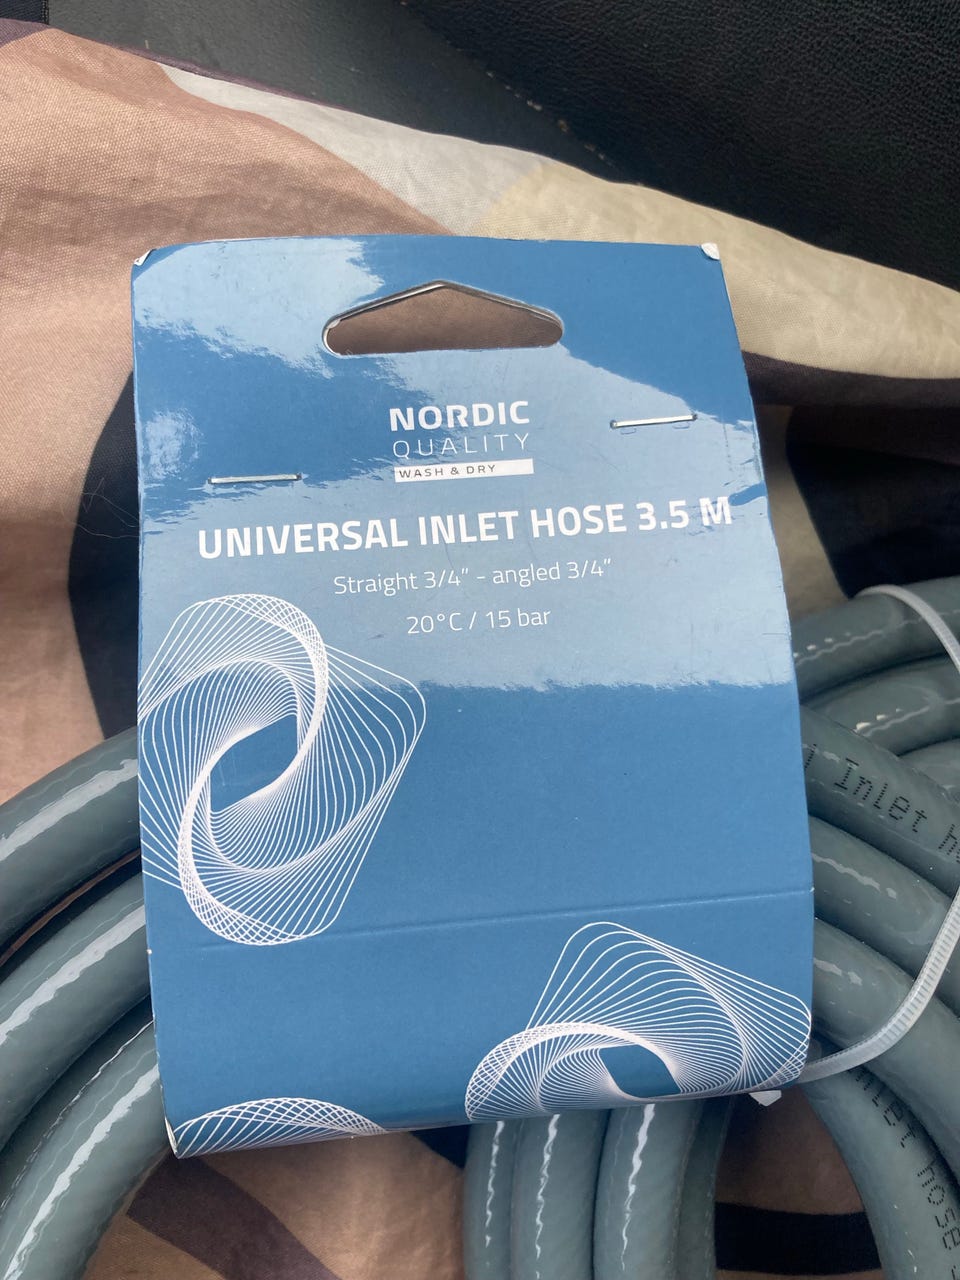 NORDIC
QUALITY
WASH & DRY
UNIVERSAL INLET HOSE 3.5 M
Straight 3/4" - angled 3/4"
20°C / 15 bar
Inlet
hose